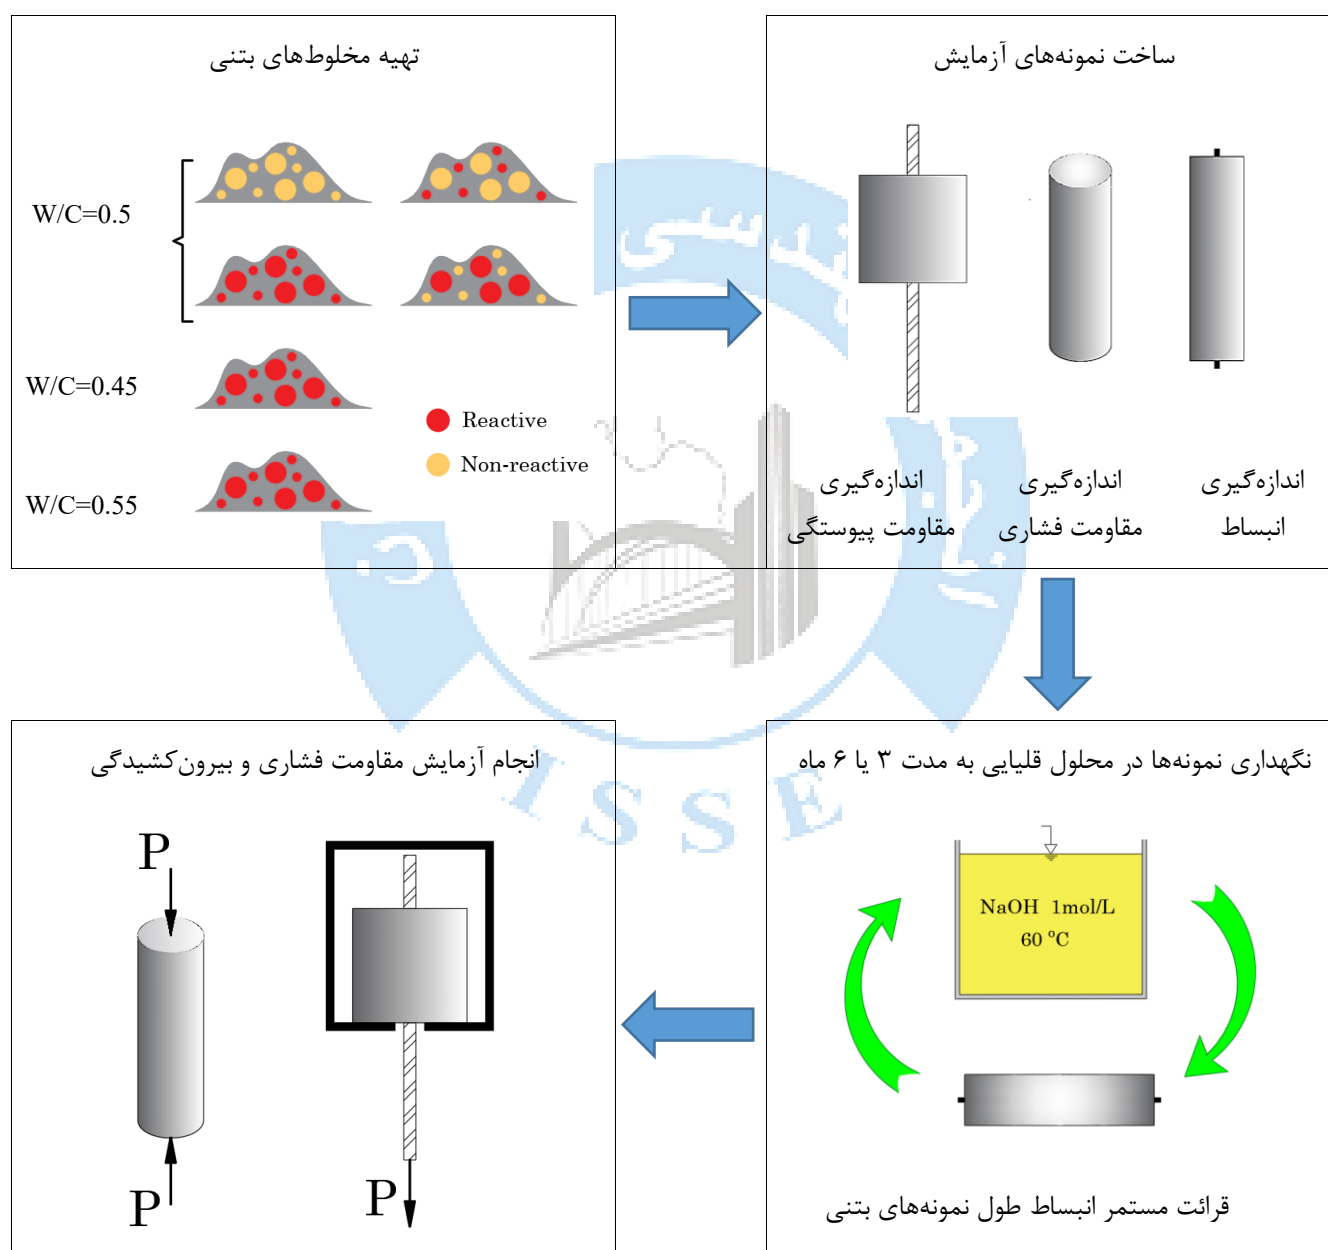 تهیه مخلوط‌های بتنی
W/C=0.5
W/C=0.45
W/C=0.55
Reactive
Non-reactive
ساخت نمونه‌های آزمایش
اندازه‌گیری
مقاومت پیوستگی
اندازه‌گیری
مقاومت فشاری
اندازه‌گیری
انبساط
نگهداری نمونه‌ها در محلول قلیایی به مدت ۳ یا ۶ ماه
NaOH 1mol/L
60 °C
قرائت مستمر انبساط طول نمونه‌های بتنی
انجام آزمایش مقاومت فشاری و بیرون‌کشیدگی
P
P
P
ISSE